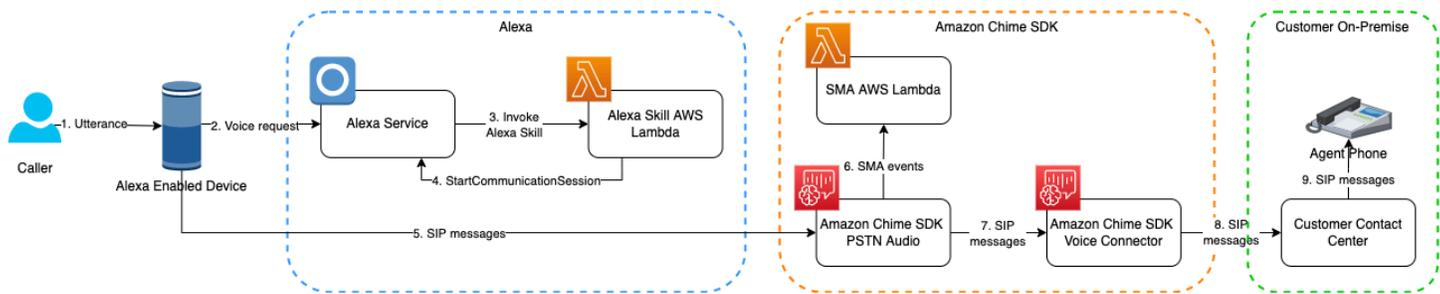 Alexa
Amazon Chime SDK
Customer On-Premise
SMA AWS Lambda
1. Utterance
2. Voice request
Alexa Service
3. Invoke
Alexa Skill
Alexa Skill AWS
Lambda
Caller
Alexa Enabled Device
4. StartCommunicationSession
6. SMA events
Agent Phone
9. SIP messages
5. SIP messages
Amazon Chime SDK
PSTN Audio
7. SIP
messages
Amazon Chime SDK
Voice Connector
8. SIP
messages
Customer Contact
Center